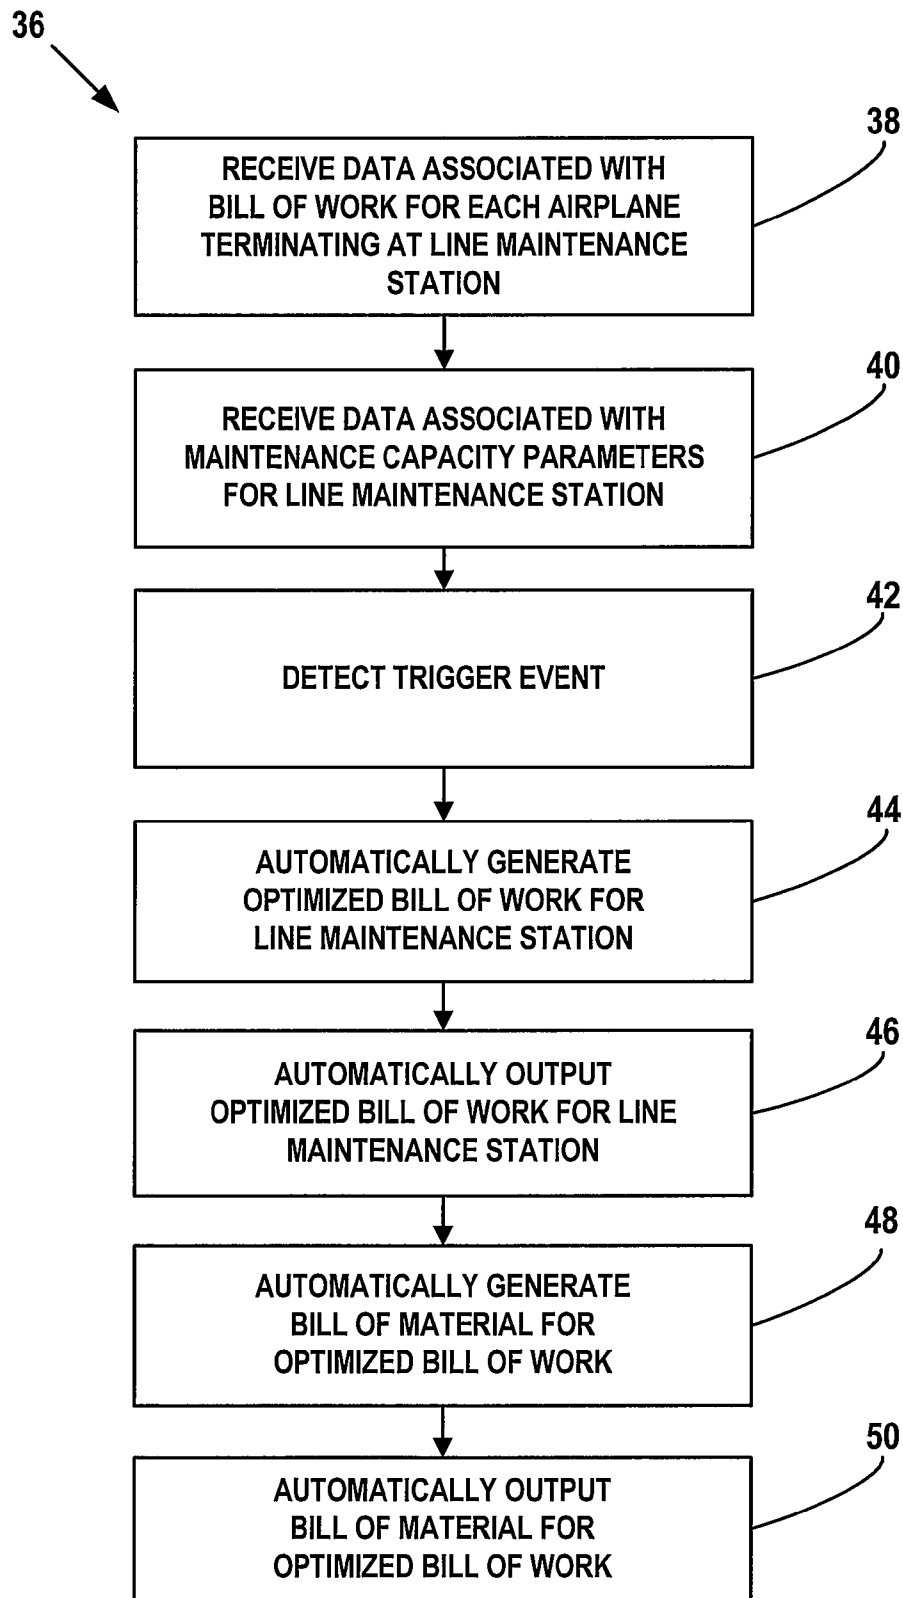 36
38
RECEIVE DATA ASSOCIATED WITH
BILL OF WORK FOR EACH AIRPLANE
TERMINATING AT LINE MAINTENANCE
STATION
40
RECEIVE DATA ASSOCIATED WITH
MAINTENANCE CAPACITY PARAMETERS
FOR LINE MAINTENANCE STATION
42
DETECT TRIGGER EVENT
44
AUTOMATICALLY GENERATE
OPTIMIZED BILL OF WORK FOR
LINE MAINTENANCE STATION
46
AUTOMATICALLY OUTPUT
OPTIMIZED BILL OF WORK FOR LINE
MAINTENANCE STATION
48
AUTOMATICALLY GENERATE
BILL OF MATERIAL FOR
OPTIMIZED BILL OF WORK
50
AUTOMATICALLY OUTPUT
BILL OF MATERIAL FOR
OPTIMIZED BILL OF WORK